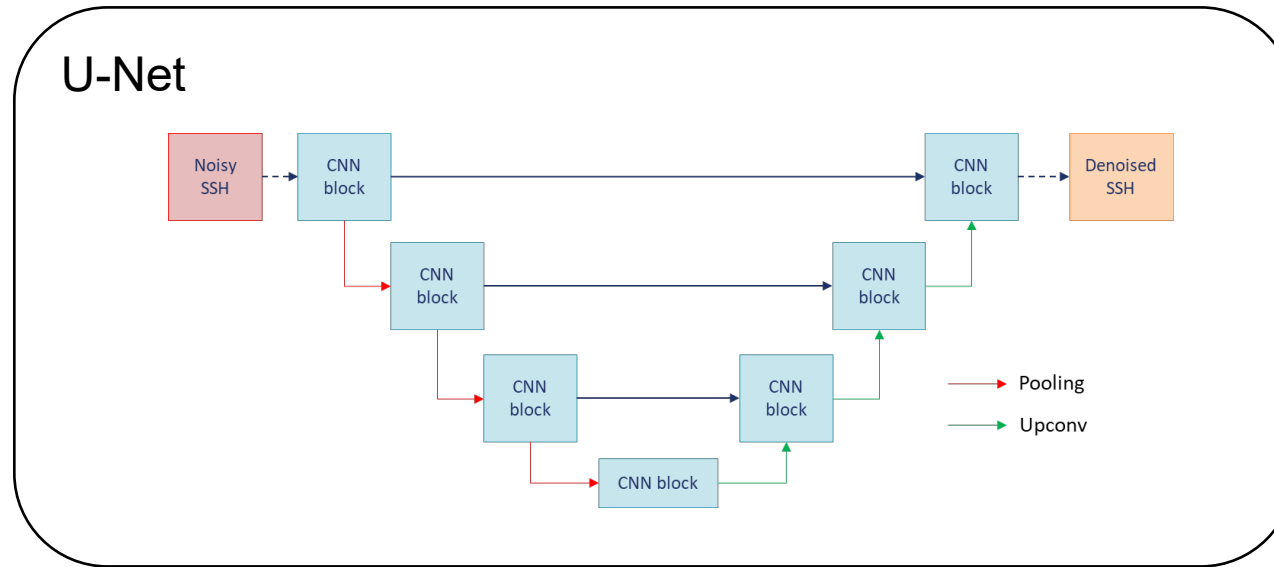 U-Net
Noisy
SSH
CNN
block
CNN
block
Denoised
SSH
CNN
block
CNN
block
CNN
block
CNN
block
CNN block
Pooling
Upconv